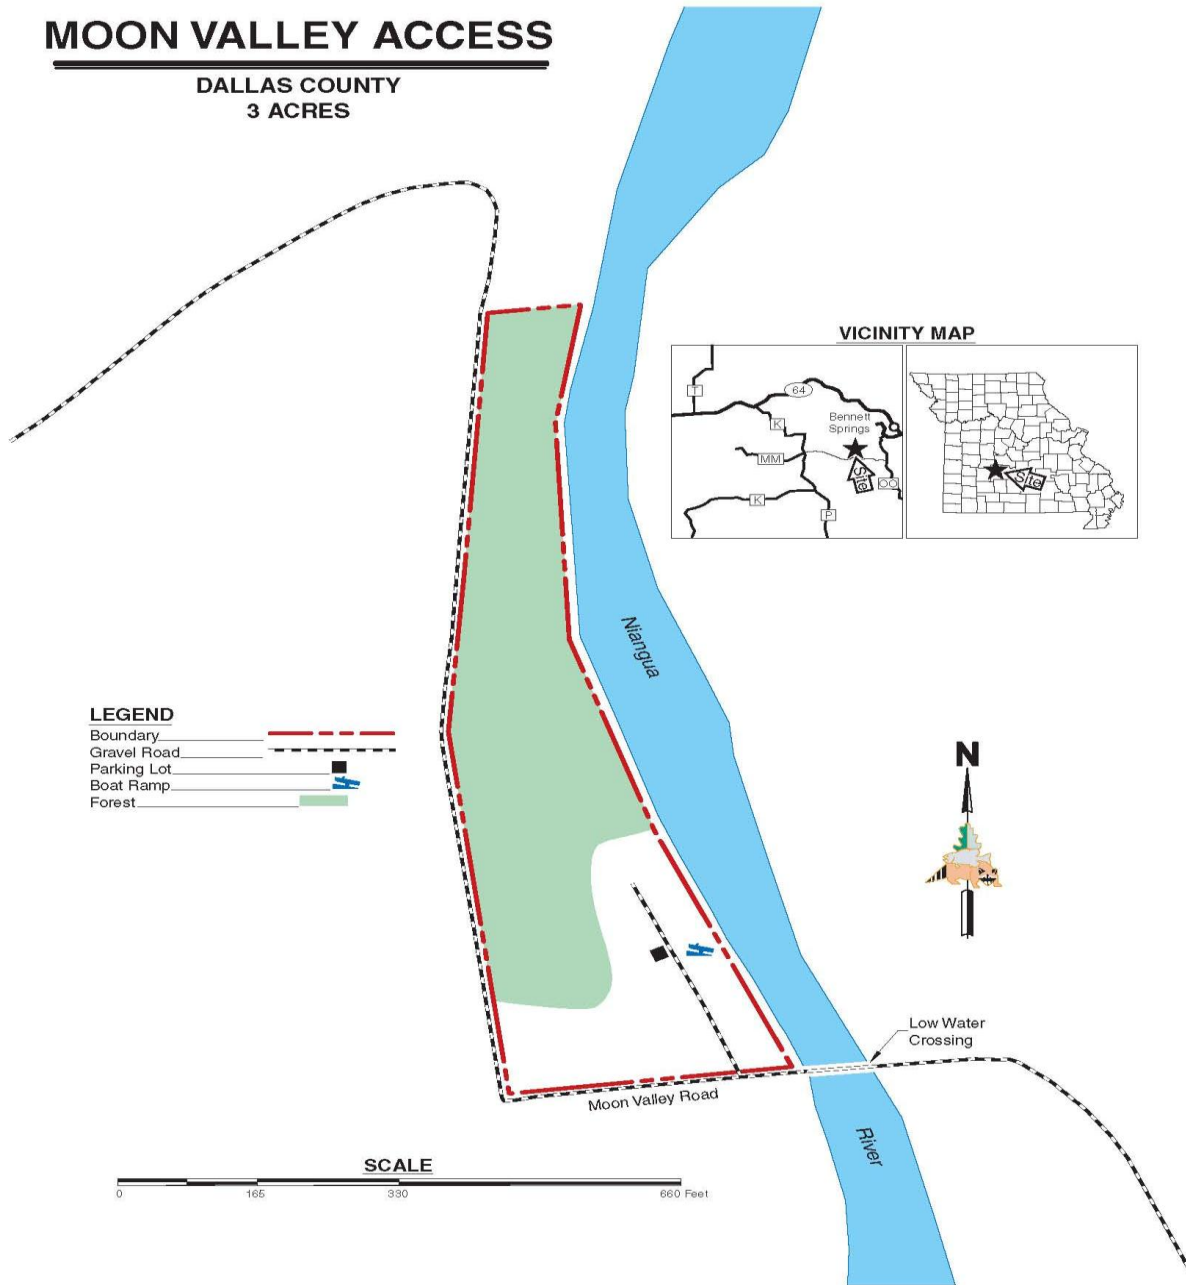 MOON VALLEY ACCESS
DALLAS COUNTY
3 ACRES
VICINITY MAP
T
64
K
Bennett
Springs
MM
Site
OO
K
P
Site
Niangua
LEGEND
Boundary
Gravel Road
Parking Lot
Boat Ramp
Forest
N
Low Water
Crossing
Moon Valley Road
River
SCALE
0 165 330 660 Feet